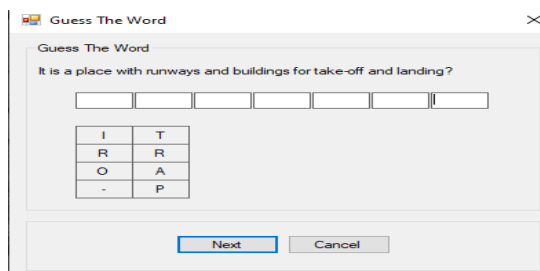 Guess The Word
Guess The Word
It is a place with runways and buildings for take-off and landing?
I T
R R
O A
- P
Next Cancel